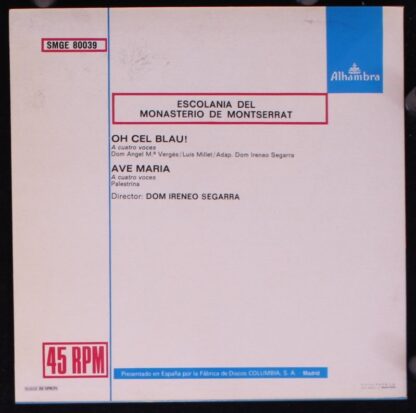 SMGE 80039
Alhambra
ESCOLANIA DEL
MONASTERIO DE MONTSERRAT
OH CEL BLAU!
A cuatro voces
Dom Angel M.ª Vergés/Luis Millet/Adap. Dom Ireneo Segarra
AVE MARIA
A cuatro voces
Palestrina
Director: DOM IRENEO SEGARRA
45 RPM
Presentado en España por la Fábrica de Discos COLUMBIA, S. A. Madrid